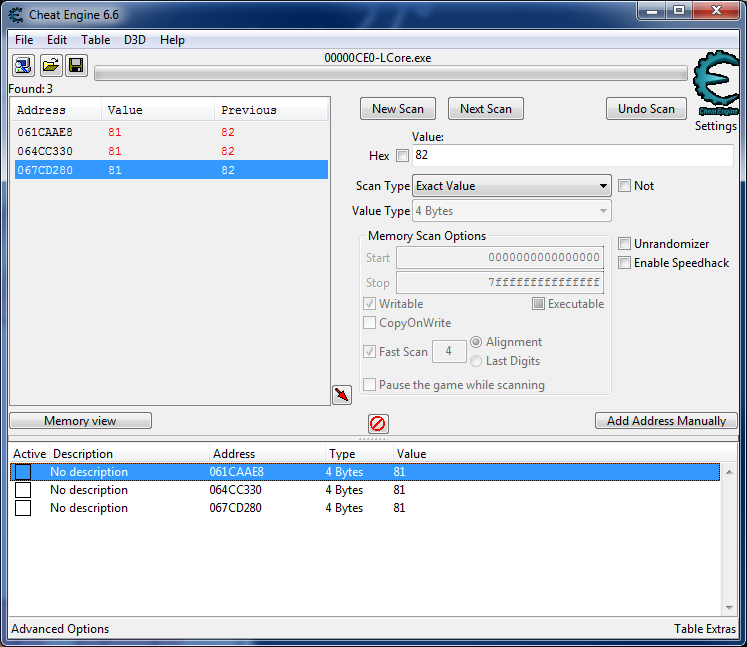 Cheat Engine 6.6
File Edit Table D3D Help
00000CE0-LCore.exe
Found:3
Cheat Engine
Settings
Address Value Previous
061CAAE8 81 82
064CC330 81 82
067CD280 81 82
New Scan Next Scan Undo Scan
Value:
Hex 82
Scan Type Exact Value Not
Value Type 4 Bytes
Memory Scan Options
Start 0000000000000000
Stop 7fffffffffffffff
Writable Executable
CopyOnWrite
Fast Scan 4 Alignment
Last Digits
Pause the game while scanning
Unrandomizer
Enable Speedhack
Memory view Add Address Manually
Active Description Address Type Value
No description 061CAAE8 4 Bytes 81
No description 064CC330 4 Bytes 81
No description 067CD280 4 Bytes 81
Advanced Options Table Extras